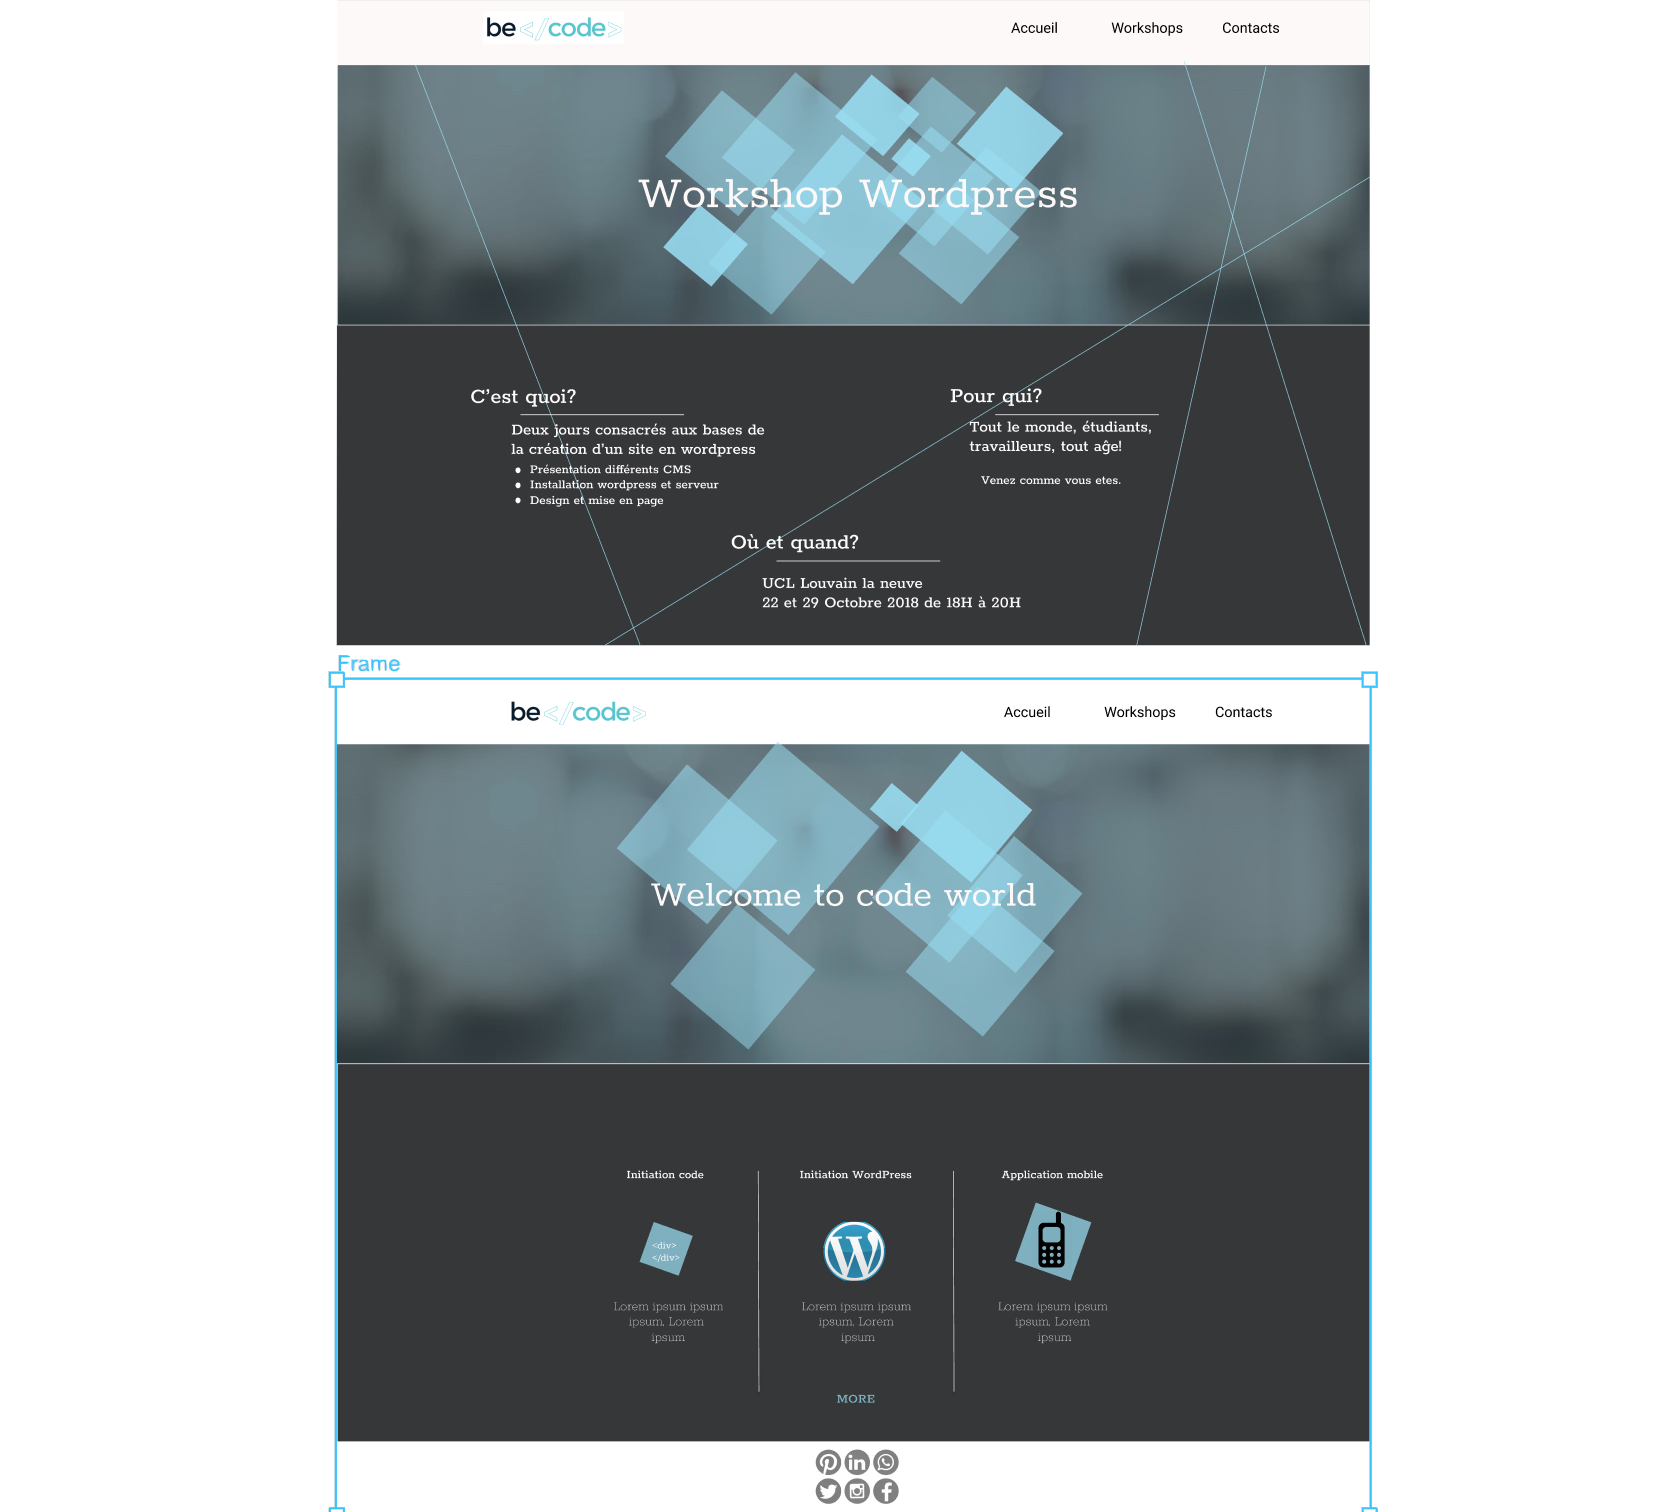 be </code>
Accueil Workshops Contacts
Workshop Wordpress
C'est quoi?
Deux jours consacrés aux bases de
la création d'un site en wordpress
● Présentation différents CMS
● Installation wordpress et serveur
● Design et mise en page
Pour qui?
Tout le monde, étudiants,
travailleurs, tout aĝe!
Venez comme vous etes.
Où et quand?
UCL Louvain la neuve
22 et 29 Octobre 2018 de 18H à 20H
Frame
be </code>
Accueil Workshops Contacts
Welcome to code world
Initiation code
<div>
</div>
Lorem ipsum ipsum
ipsum, Lorem
ipsum
Initiation WordPress
W
Lorem ipsum ipsum
ipsum, Lorem
ipsum
Application mobile
Lorem ipsum ipsum
ipsum, Lorem
ipsum
MORE